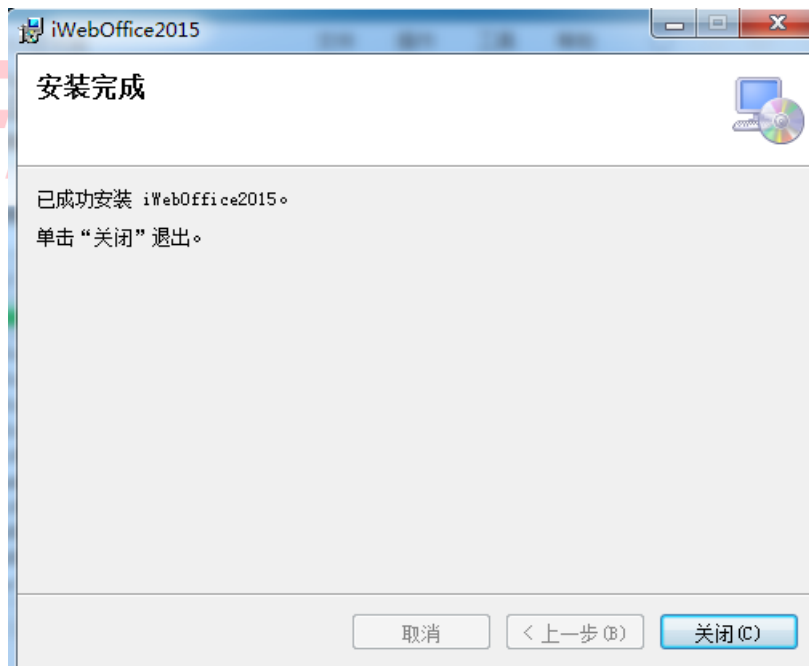 iWebOffice2015
安装完成
已成功安装 iWebOffice2015。
单击“关闭”退出。
取消
< 上一步(B)
关闭(C)